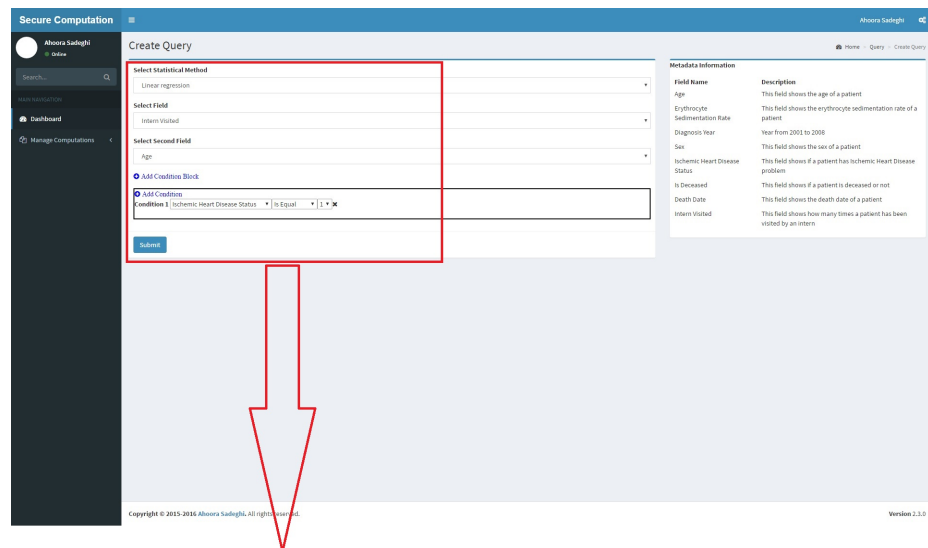 Secure Computation
Ahoora Sadeghi
Ahoora Sadeghi
Online
Search...
MAIN NAVIGATION
Dashboard
Manage Computations
Create Query
Home > Query > Create Query
Select Statistical Method
Linear regression
Select Field
Intern Visited
Select Second Field
Age
Add Condition Block
Add Condition
Condition 1 Ischemic Heart Disease Status Is Equal 1
Submit
Metadata Information
Field Name Description
Age This field shows the age of a patient
Erythrocyte This field shows the erythrocyte sedimentation rate of a
Sedimentation Rate patient
Diagnosis Year Year from 2001 to 2008
Sex This field shows the sex of a patient
Ischemic Heart Disease This field shows if a patient has Ischemic Heart Disease
Status problem
Is Deceased This field shows if a patient is deceased or not
Death Date This field shows the death date of a patient
Intern Visited This field shows how many times a patient has been
visited by an intern
Copyright © 2015-2016 Ahoora Sadeghi. All rights reserved.
Version 2.3.0